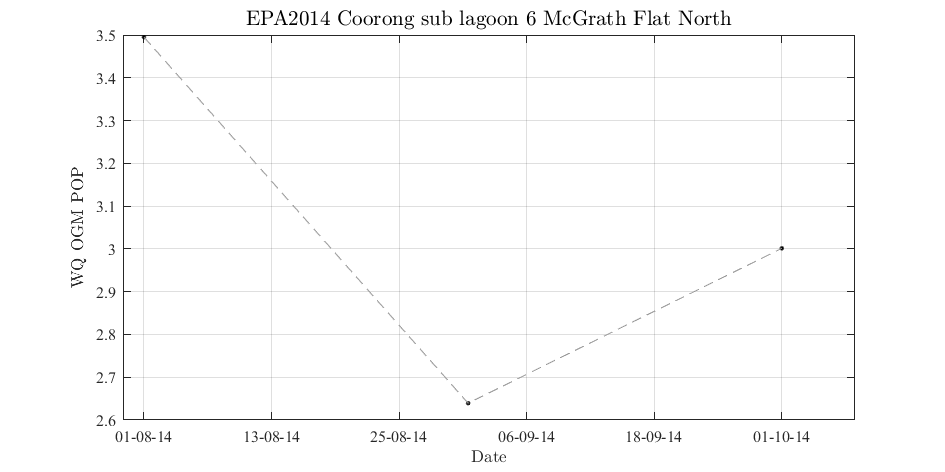 EPA2014 Coorong sub lagoon 6 McGrath Flat North
3.5
3.4
3.3
3.2
3.1
3
2.9
2.8
2.7
2.6
WQ OGM POP
01-08-14 13-08-14 25-08-14 06-09-14 18-09-14 01-10-14
Date